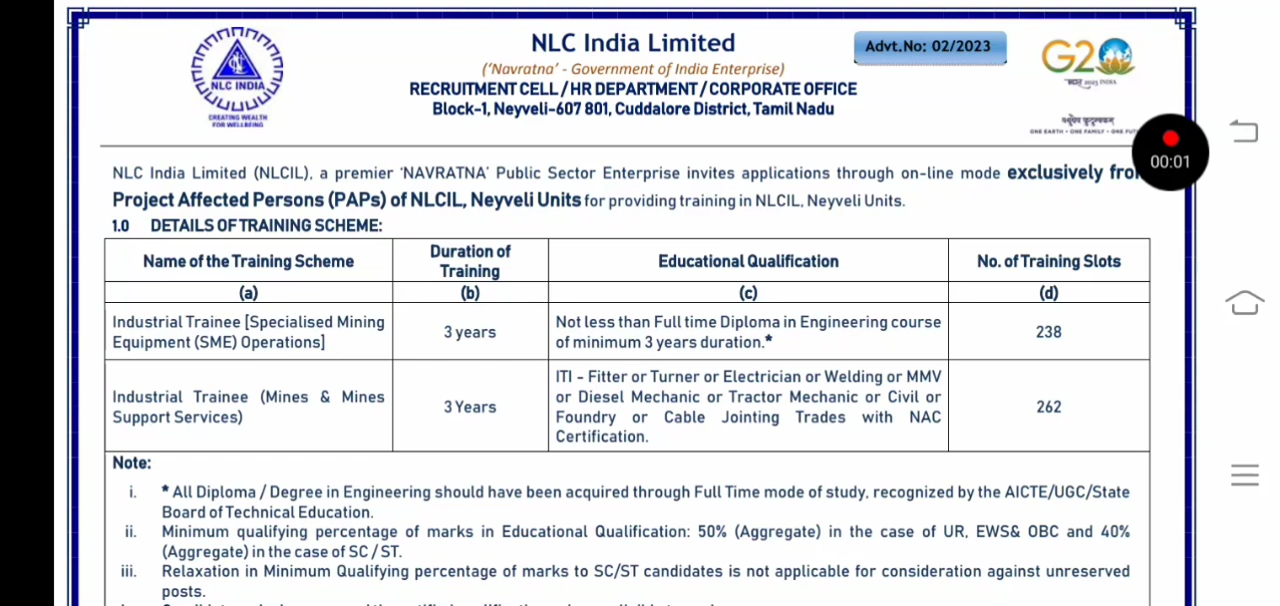 NLC India Limited
('Navratna' - Government of India Enterprise)
RECRUITMENT CELL / HR DEPARTMENT / CORPORATE OFFICE
Block-1, Neyveli-607 801, Cuddalore District, Tamil Nadu
NLC INDIA
CREATING WEALTH
FOR WELLBEING
Advt.No: 02/2023
G20
भारत 2023 INDIA
वसुधैव कुटुम्बकम्
ONE EARTH • ONE FAMILY • ONE
00:01
NLC India Limited (NLCIL), a premier 'NAVRATNA' Public Sector Enterprise invites applications through on-line mode exclusively
Project Affected Persons (PAPs) of NLCIL, Neyveli Units for providing training in NLCIL, Neyveli Units.
1.0 DETAILS OF TRAINING SCHEME:
Name of the Training Scheme
Duration of
Training
Educational Qualification
No. of Training Slots
(a)
(b)
(c)
(d)
Industrial Trainee [Specialised Mining
Equipment (SME) Operations]
3 years
Not less than Full time Diploma in Engineering course
of minimum 3 years duration.*
238
Industrial Trainee (Mines & Mines
Support Services)
3 Years
ITI - Fitter or Turner or Electrician or Welding or MMV
or Diesel Mechanic or Tractor Mechanic or Civil or
Foundry or Cable Jointing Trades with NAC
Certification.
262
Note:
i. * All Diploma / Degree in Engineering should have been acquired through Full Time mode of study, recognized by the AICTE/UGC/State
Board of Technical Education.
ii. Minimum qualifying percentage of marks in Educational Qualification: 50% (Aggregate) in the case of UR, EWS& OBC and 40%
(Aggregate) in the case of SC / ST.
iii. Relaxation in Minimum Qualifying percentage of marks to SC/ST candidates is not applicable for consideration against unreserved
posts.